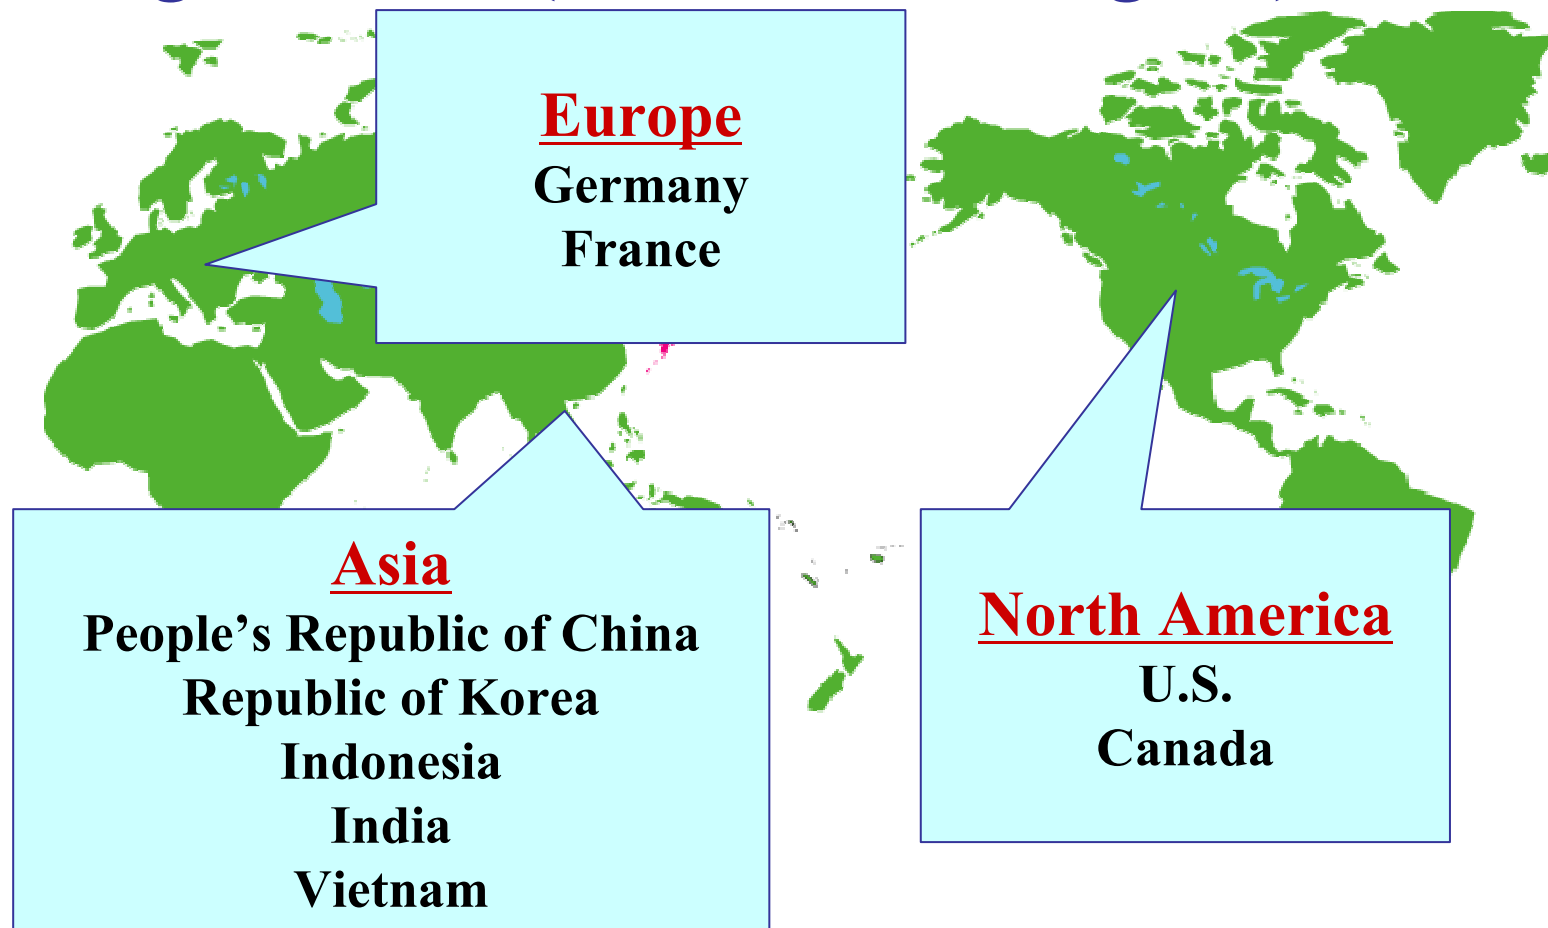 Europe
Germany
France
Asia
People’s Republic of China
Republic of Korea
Indonesia
India
Vietnam
North America
U.S.
Canada